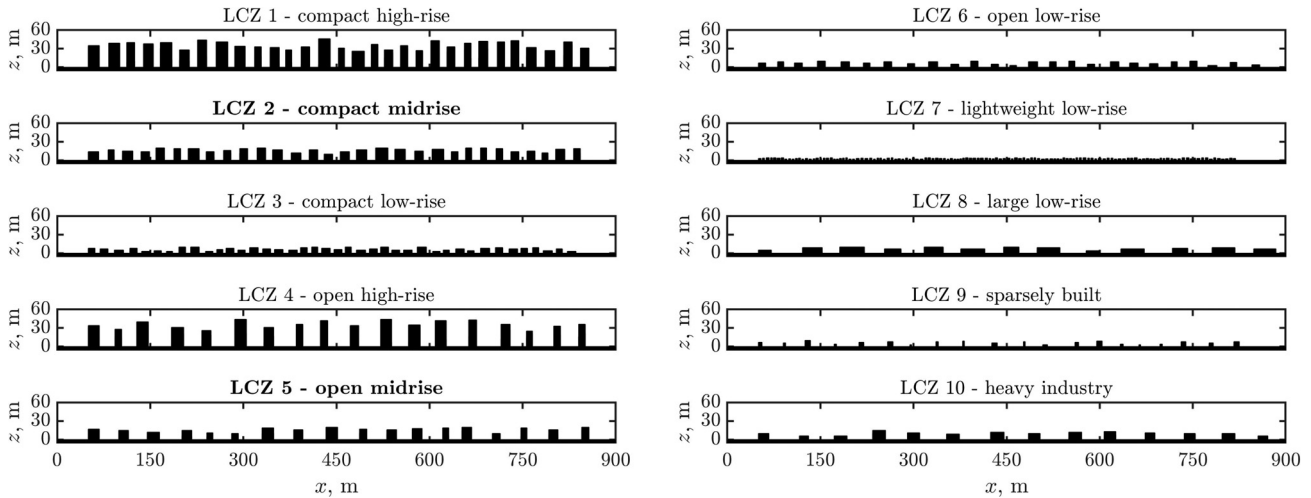 LCZ 1 - compact high-rise
z, m
60
30
0
LCZ 2 - compact midrise
z, m
60
30
0
LCZ 3 - compact low-rise
z, m
60
30
0
LCZ 4 - open high-rise
z, m
60
30
0
LCZ 5 - open midrise
z, m
60
30
0
0 150 300 450 600 750 900
x, m
LCZ 6 - open low-rise
z, m
60
30
0
LCZ 7 - lightweight low-rise
z, m
60
30
0
LCZ 8 - large low-rise
z, m
60
30
0
LCZ 9 - sparsely built
z, m
60
30
0
LCZ 10 - heavy industry
z, m
60
30
0
0 150 300 450 600 750 900
x, m